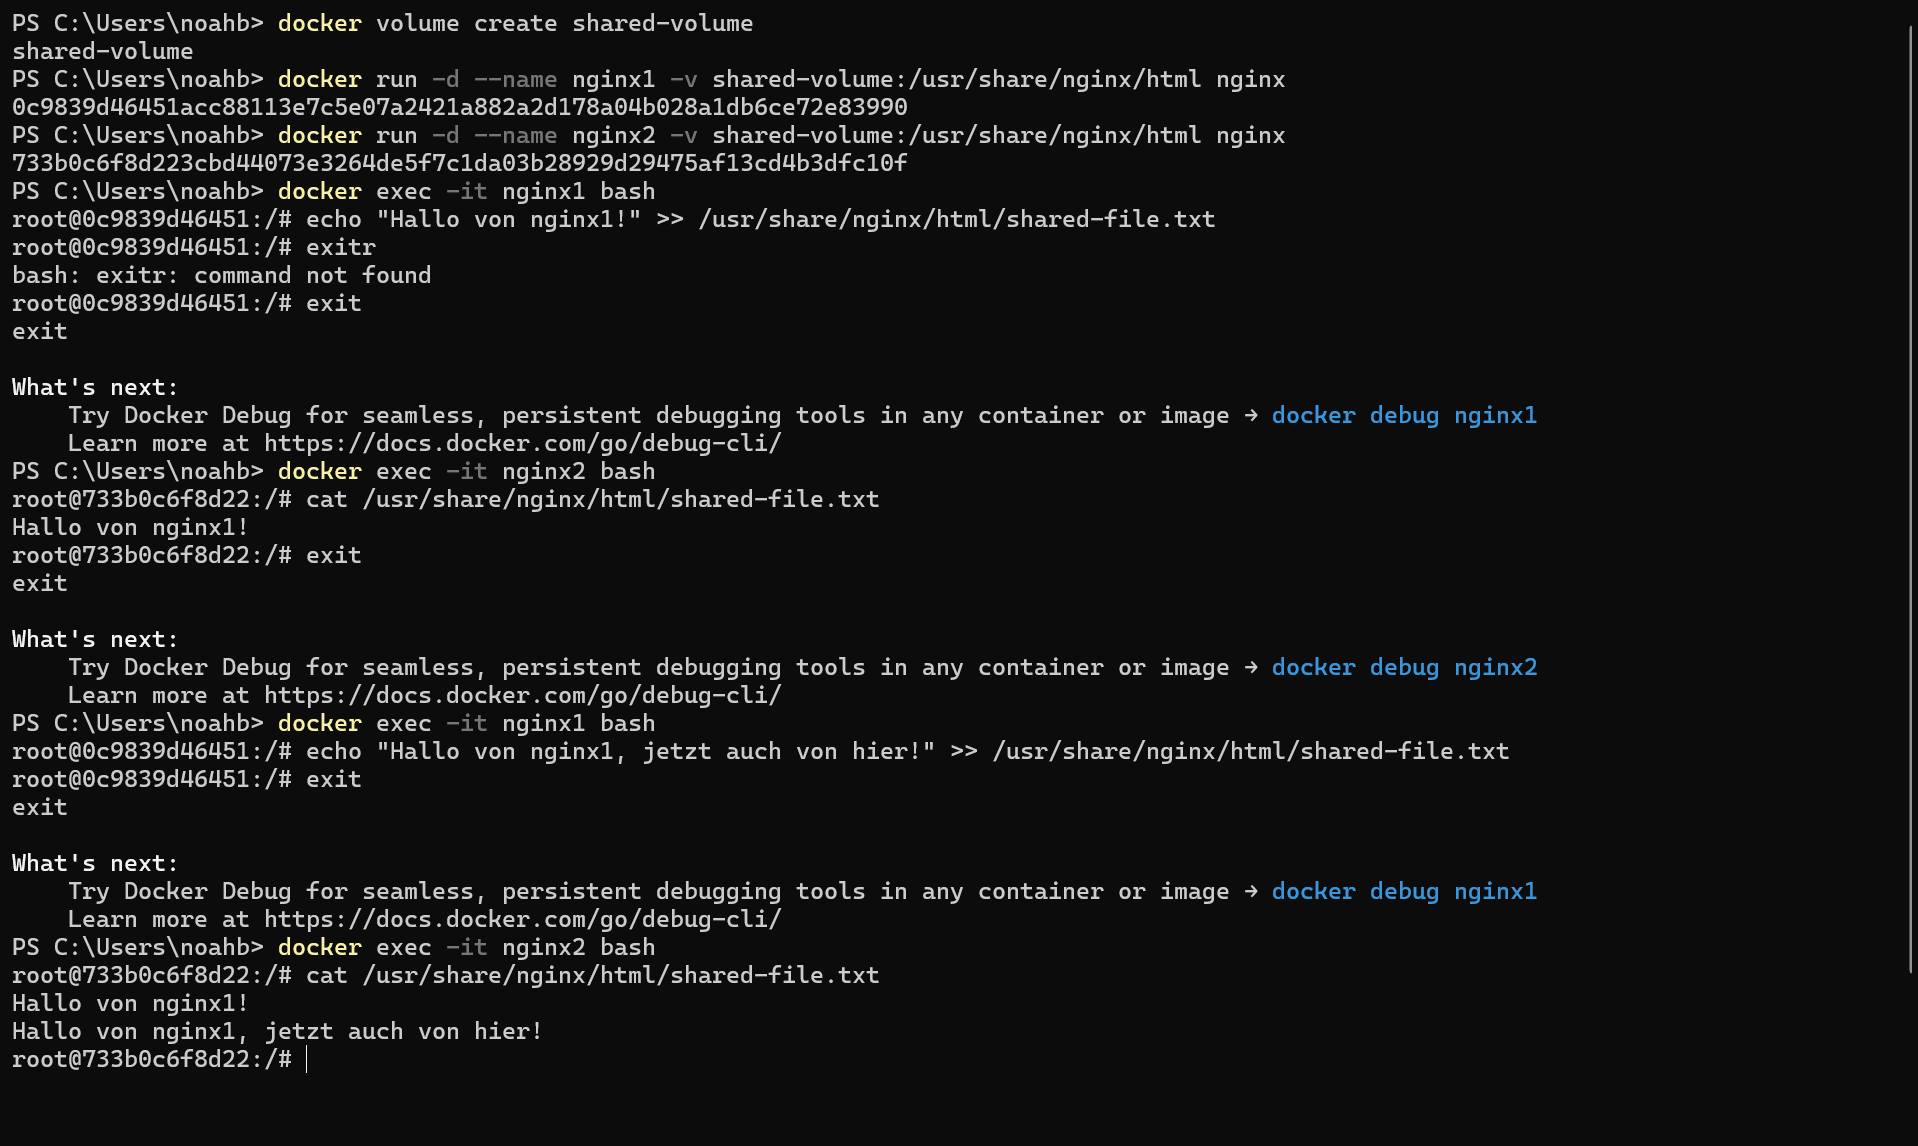 PS C:\Users\noahb> docker volume create shared-volume
shared-volume
PS C:\Users\noahb> docker run -d --name nginx1 -v shared-volume:/usr/share/nginx/html nginx
0c9839d46451acc88113e7c5e07a2421a882a2d178a04b028a1db6ce72e83990
PS C:\Users\noahb> docker run -d --name nginx2 -v shared-volume:/usr/share/nginx/html nginx
733b0c6f8d223cbd44073e3264de5f7c1da03b28929d29475af13cd4b3dfc10f
PS C:\Users\noahb> docker exec -it nginx1 bash
root@0c9839d46451:/# echo "Hallo von nginx1!" >> /usr/share/nginx/html/shared-file.txt
root@0c9839d46451:/# exitr
bash: exitr: command not found
root@0c9839d46451:/# exit
exit

What's next:
    Try Docker Debug for seamless, persistent debugging tools in any container or image → docker debug nginx1
    Learn more at https://docs.docker.com/go/debug-cli/
PS C:\Users\noahb> docker exec -it nginx2 bash
root@733b0c6f8d22:/# cat /usr/share/nginx/html/shared-file.txt
Hallo von nginx1!
root@733b0c6f8d22:/# exit
exit

What's next:
    Try Docker Debug for seamless, persistent debugging tools in any container or image → docker debug nginx2
    Learn more at https://docs.docker.com/go/debug-cli/
PS C:\Users\noahb> docker exec -it nginx1 bash
root@0c9839d46451:/# echo "Hallo von nginx1, jetzt auch von hier!" >> /usr/share/nginx/html/shared-file.txt
root@0c9839d46451:/# exit
exit

What's next:
    Try Docker Debug for seamless, persistent debugging tools in any container or image → docker debug nginx1
    Learn more at https://docs.docker.com/go/debug-cli/
PS C:\Users\noahb> docker exec -it nginx2 bash
root@733b0c6f8d22:/# cat /usr/share/nginx/html/shared-file.txt
Hallo von nginx1!
Hallo von nginx1, jetzt auch von hier!
root@733b0c6f8d22:/#